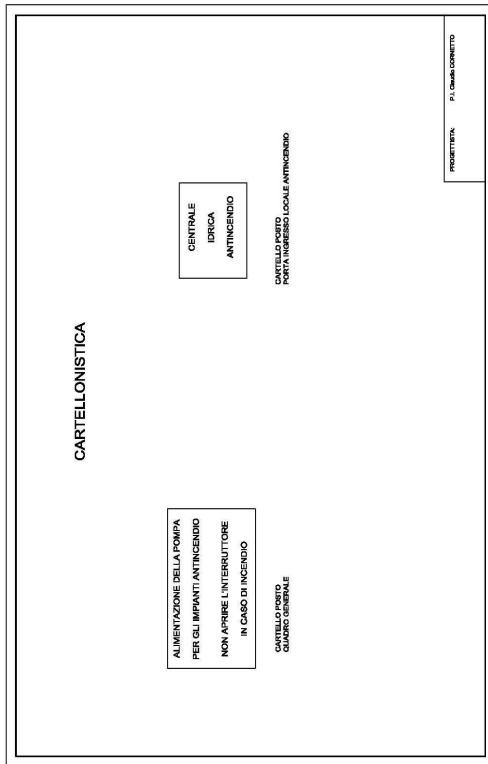 CARTELLONISTICA
ALIMENTAZIONE DELLA POMPA
PER GLI IMPIANTI ANTINCENDIO
NON APRIRE L'INTERRUTTORE
IN CASO DI INCENDIO
CARTELLO POSTO
QUADRO GENERALE
CENTRALE
IDRICA
ANTINCENDIO
CARTELLO POSTO
PORTA INGRESSO LOCALE ANTINCENDIO
PROGETTISTA: P.I. Claudio CORNETTO